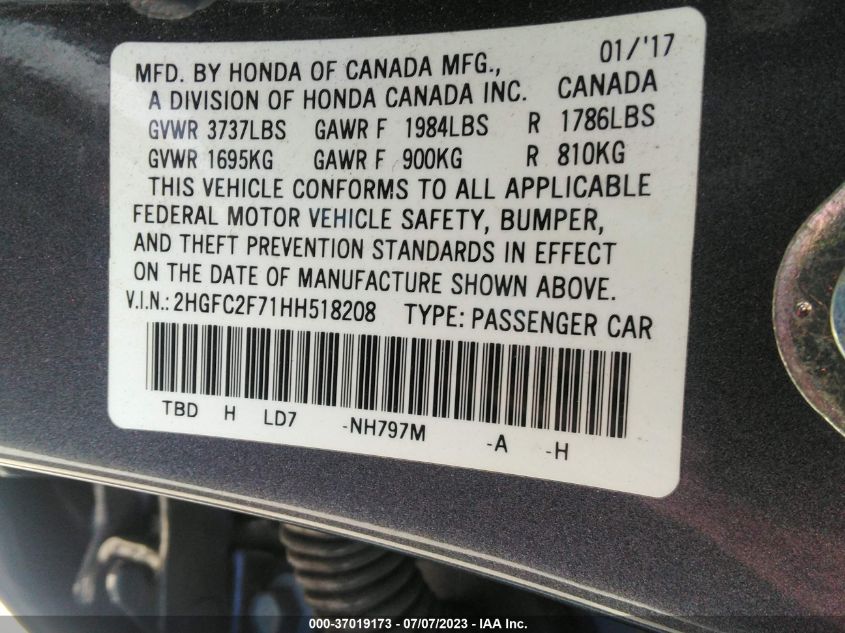 01/'17
MFD. BY HONDA OF CANADA MFG.,
A DIVISION OF HONDA CANADA INC. CANADA
GVWR 3737LBS GAWR F 1984LBS R 1786LBS
GVWR 1695KG GAWR F 900KG R 810KG
THIS VEHICLE CONFORMS TO ALL APPLICABLE
FEDERAL MOTOR VEHICLE SAFETY, BUMPER,
AND THEFT PREVENTION STANDARDS IN EFFECT
ON THE DATE OF MANUFACTURE SHOWN ABOVE.
V.I.N.: 2HGFC2F71HH518208 TYPE: PASSENGER CAR
TBD H LD7 -NH797M -A -H
000-37019173 - 07/07/2023 - IAA Inc.